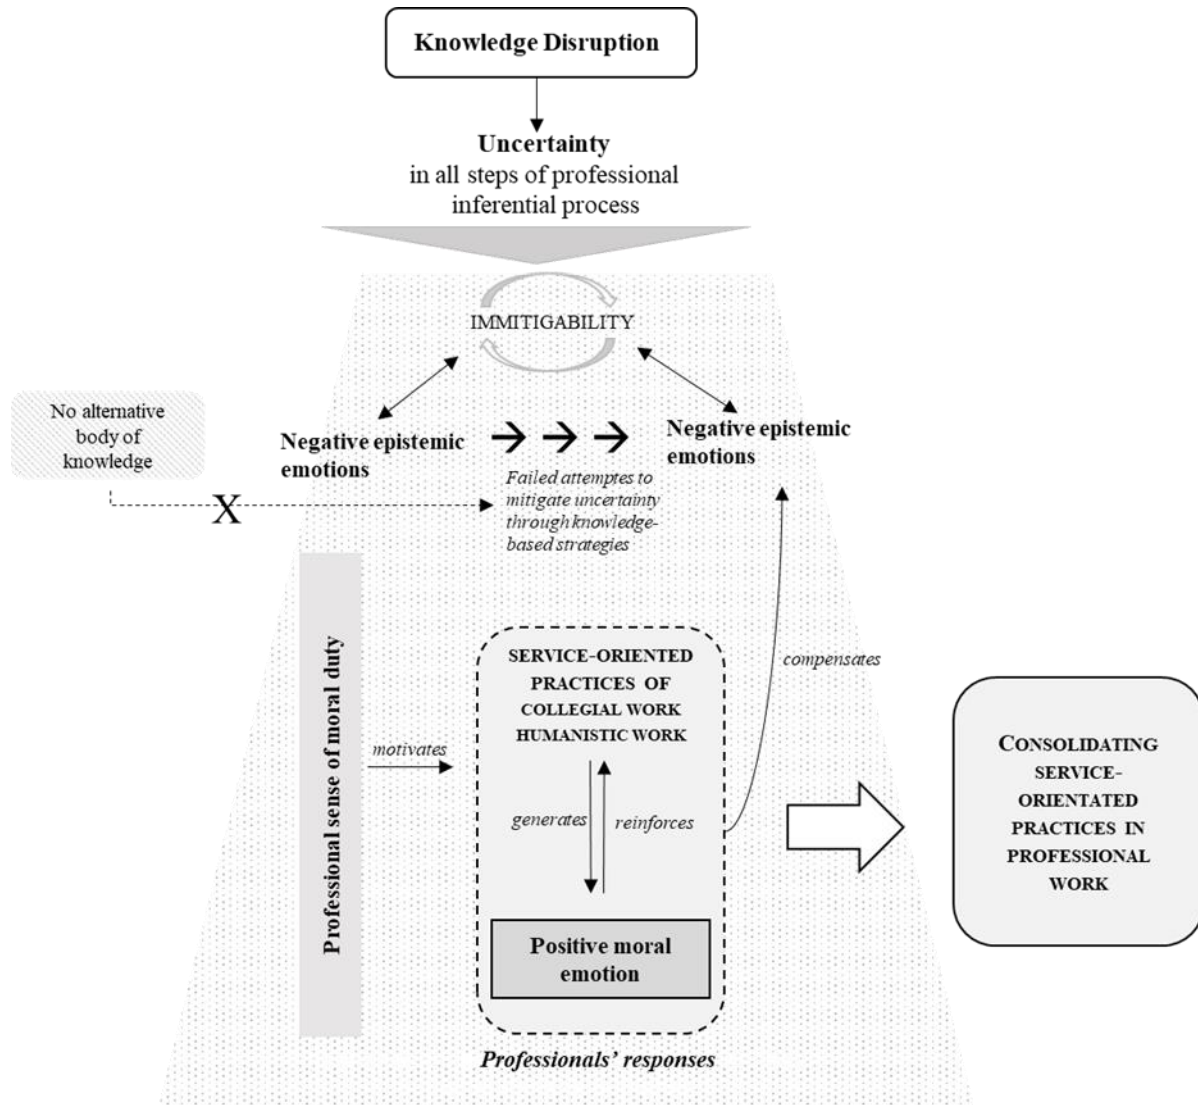 Knowledge Disruption
Uncertainty
in all steps of professional
inferential process
IMMITIGABILITY
No alternative
body of
knowledge
X
Negative epistemic
emotions
Negative epistemic
emotions
Failed attemptes to
mitigate uncertainty
through knowledge-
based strategies
Professional sense of moral duty
motivates
SERVICE-ORIENTED
PRACTICES OF
COLLEGIAL WORK
HUMANISTIC WORK
generates
reinforces
Positive moral
emotion
Professionals’ responses
compensates
CONSOLIDATING
SERVICE-
ORIENTATED
PRACTICES IN
PROFESSIONAL
WORK